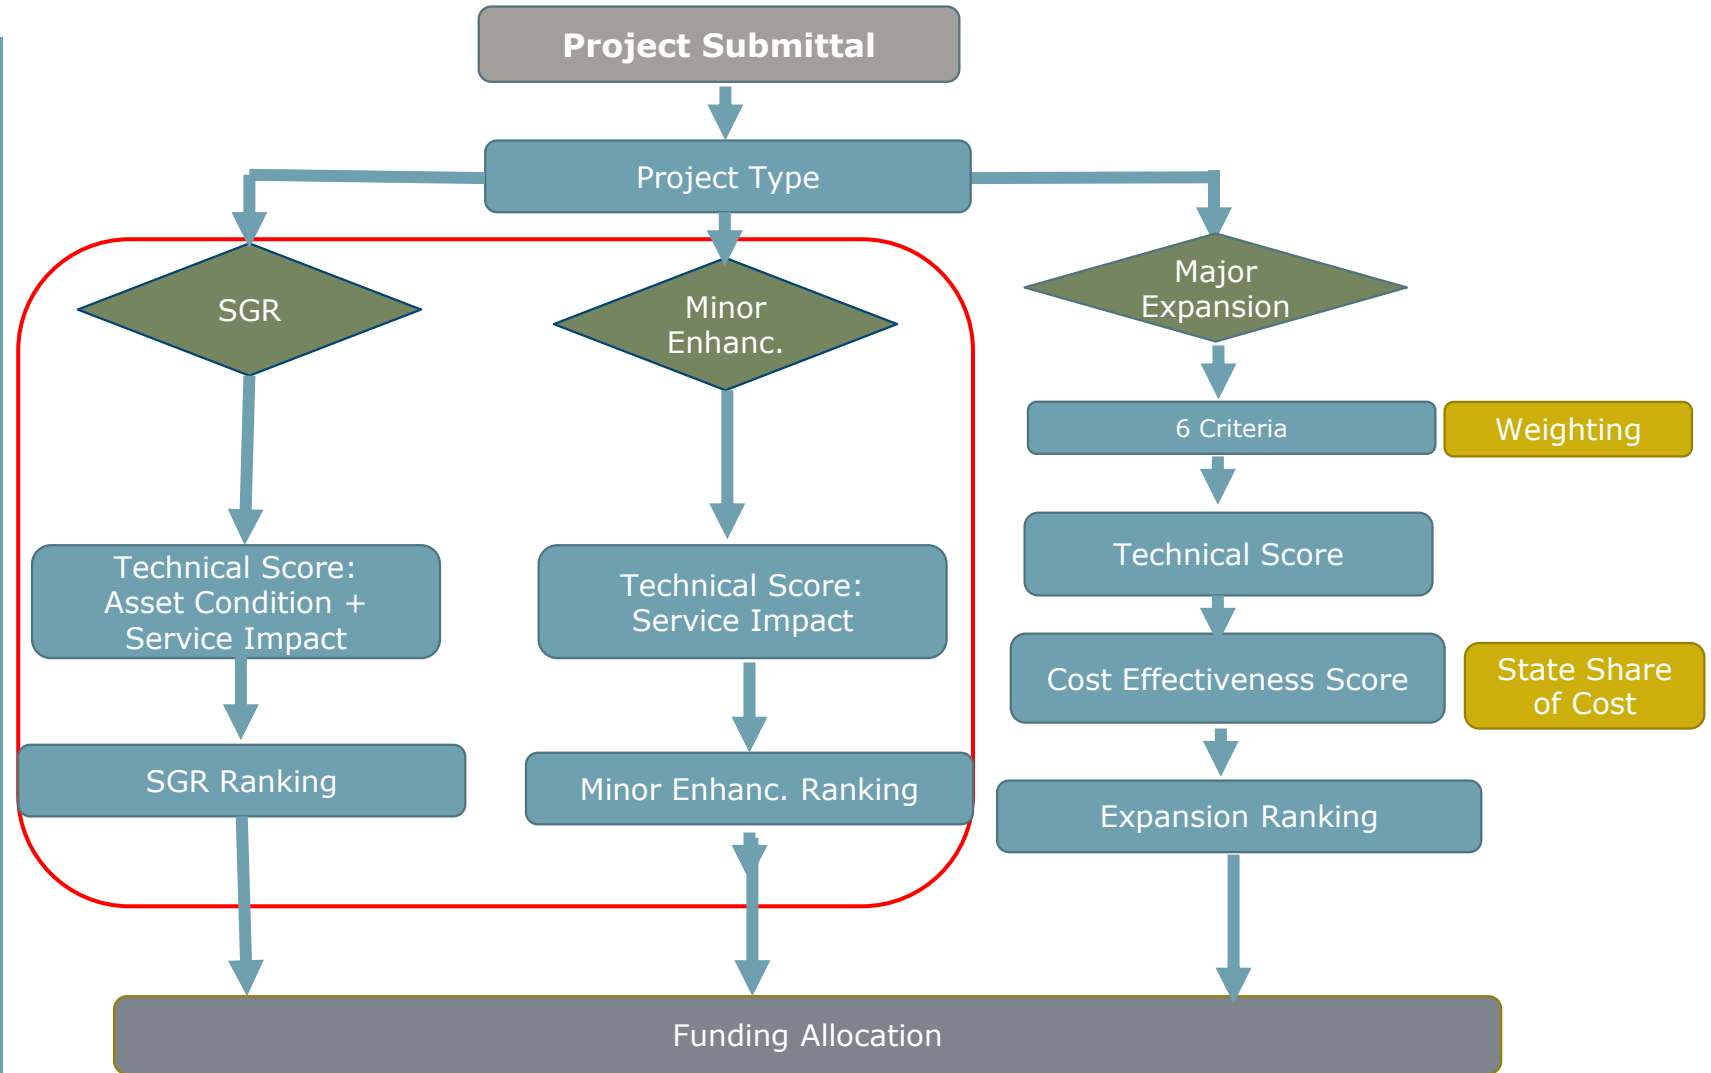 Project Submittal
Project Type
SGR
Minor
Enhanc.
Major
Expansion
6 Criteria
Weighting
Technical Score:
Asset Condition +
Service Impact
Technical Score:
Service Impact
Technical Score
Cost Effectiveness Score
State Share
of Cost
SGR Ranking
Minor Enhanc. Ranking
Expansion Ranking
Funding Allocation